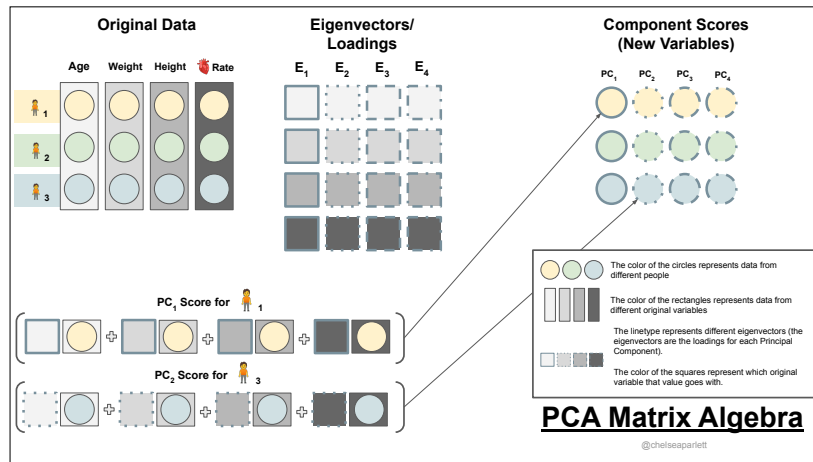 Original Data
Eigenvectors/
Loadings
Component Scores
(New Variables)
Age Weight Height Rate
E1 E2 E3 E4
PC1 PC2 PC3 PC4
1
2
3
PC1 Score for 1
PC2 Score for 3
The color of the circles represents data from
different people
The color of the rectangles represents data from
different original variables
The linetype represents different eigenvectors (the
eigenvectors are the loadings for each Principal
Component).
The color of the squares represent which original
variable that value goes with.
PCA Matrix Algebra
@chelseaparlett